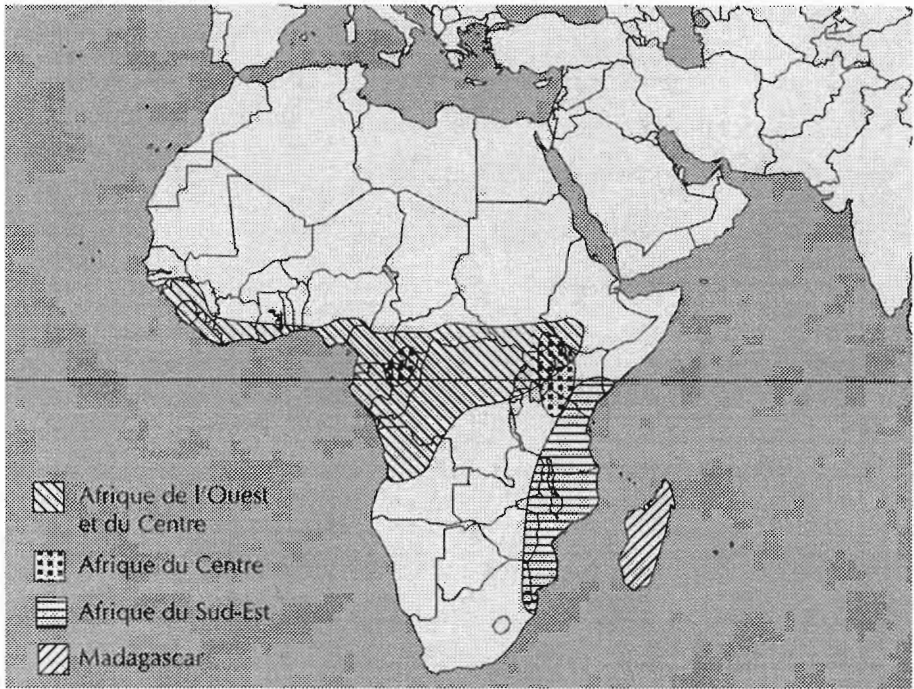 Afrique de l'Ouest
et du Centre
Afrique du Centre
Afrique du Sud-Est
Madagascar